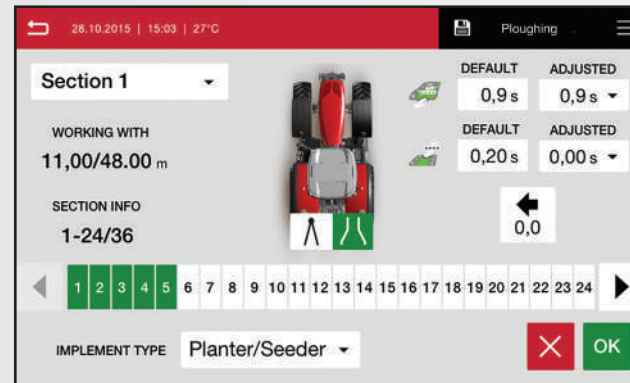 28.10.2015 | 15:03 | 27°C
Ploughing
Section 1
DEFAULT ADJUSTED
0,9 s 0,9 s
WORKING WITH
DEFAULT ADJUSTED
11,00/48.00 m
0,20 s 0,00 s
SECTION INFO
1-24/36
0,0
1 2 3 4 5 6 7 8 9 10 11 12 13 14 15 16 17 18 19 20 21 22 23 24
IMPLEMENT TYPE Planter/Seeder
OK